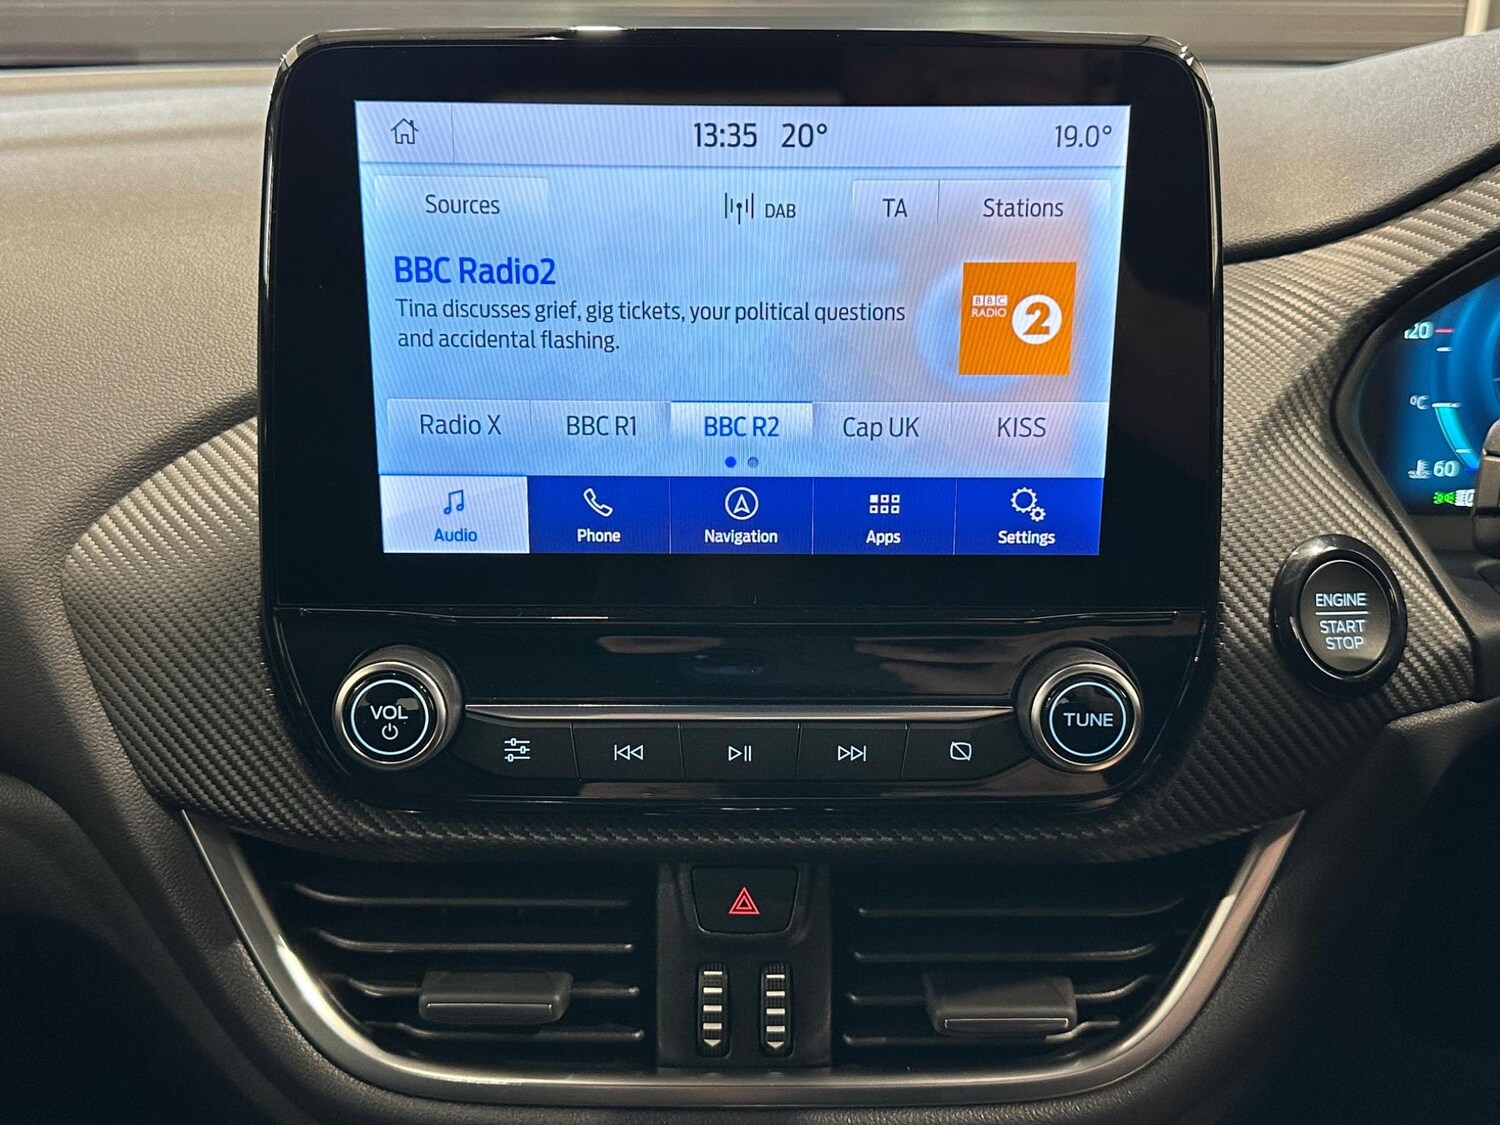 13:35 20° 19.0°
Sources DAB TA Stations
BBC Radio2
Tina discusses grief, gig tickets, your political questions
and accidental flashing.
BBC
RADIO 2
Radio X BBC R1 BBC R2 Cap UK KISS
Audio Phone Navigation Apps Settings
120
°C
60
ENGINE
START
STOP
VOL
TUNE